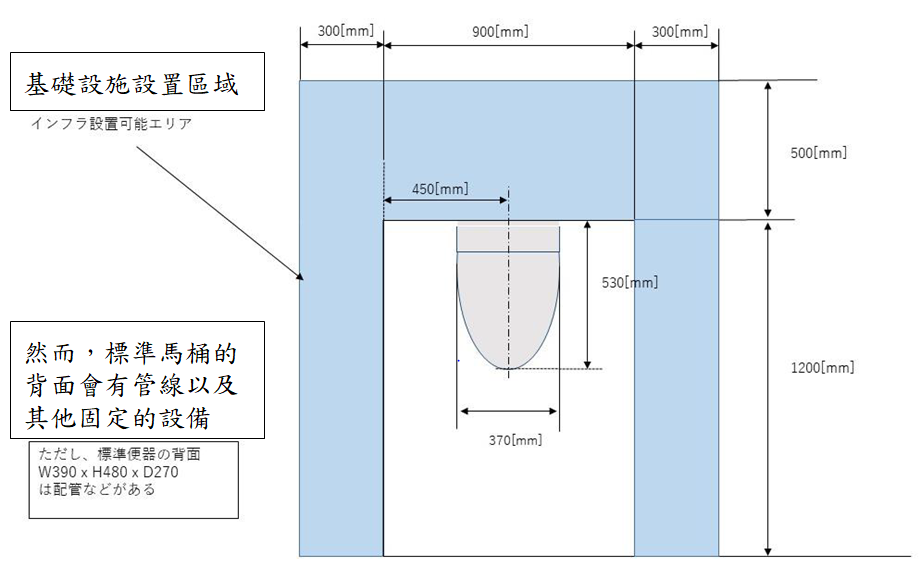 300[mm]
900[mm]
300[mm]
基礎設施設置區域
インフラ設置可能エリア
500[mm]
450[mm]
530[mm]
然而，標準馬桶的
背面會有管線以及
其他固定的設備
1200[mm]
370[mm]
ただし、標準便器の背面
W390 x H480 x D270
は配管などがある